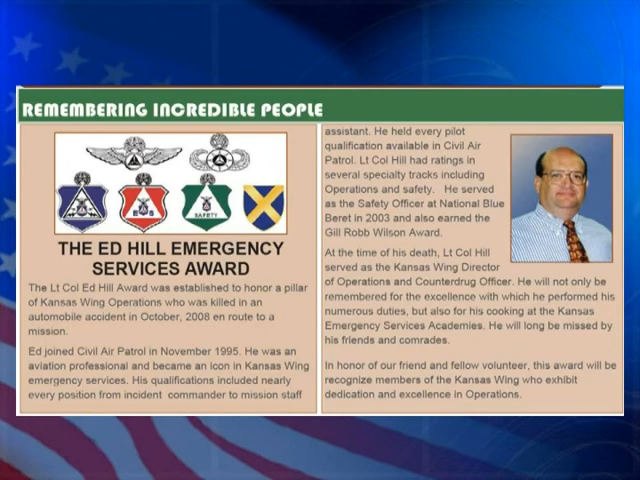 REMEMBERING INCREDIBLE PEOPLE
E S
SAFETY
THE ED HILL EMERGENCY
SERVICES AWARD
The Lt Col Ed Hill Award was established to honor a pillar
of Kansas Wing Operations who was killed in an
automobile accident in October, 2008 en route to a
mission.
Ed joined Civil Air Patrol in November 1995. He was an
aviation professional and became an icon in Kansas Wing
emergency services. His qualifications included nearly
every position from incident commander to mission staff
assistant. He held every pilot
qualification available in Civil Air
Patrol. Lt Col Hill had ratings in
several specialty tracks including
Operations and safety. He served
as the Safety Officer at National Blue
Beret in 2003 and also earned the
Gill Robb Wilson Award.
At the time of his death, Lt Col Hill
served as the Kansas Wing Director
of Operations and Counterdrug Officer. He will not only be
remembered for the excellence with which he performed his
numerous duties, but also for his cooking at the Kansas
Emergency Services Academies. He will long be missed by
his friends and comrades.
In honor of our friend and fellow volunteer, this award will be
recognize members of the Kansas Wing who exhibit
dedication and excellence in Operations.